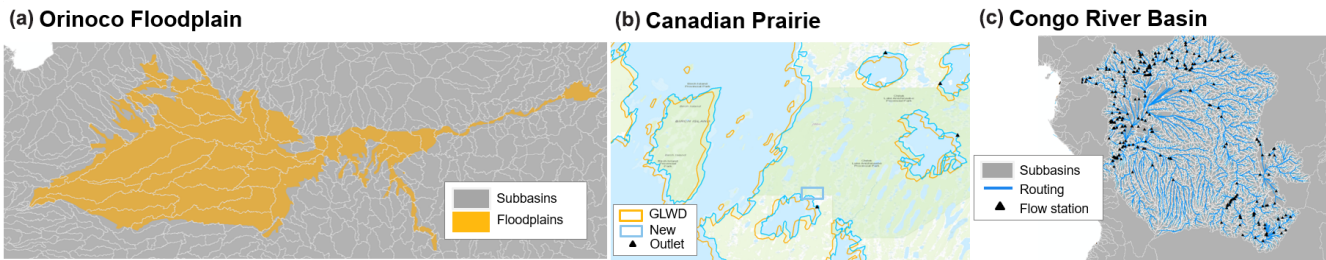 (a) Orinoco Floodplain
Subbasins
Floodplains
(b) Canadian Prairie
GLWD
New
Outlet
(c) Congo River Basin
Subbasins
Routing
Flow station